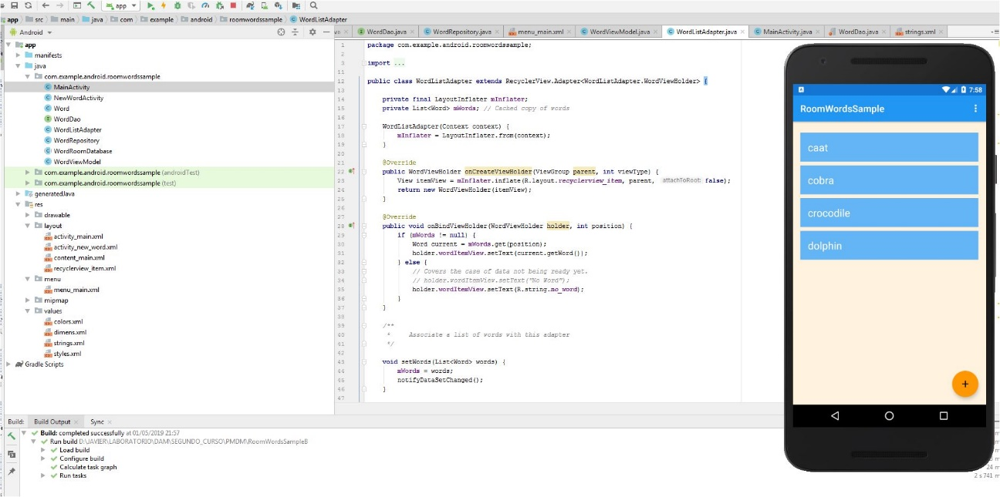 app
app src main java com example android roomwordssample WordListAdapter
Android
WordDao.java WordRepository.java menu_main.xml WordViewModel.java WordListAdapter.java MainActivity.java WordDao.java strings.xml
app
manifests
java
com.example.android.roomwordssample
MainActivity
NewWordActivity
Word
WordDao
WordListAdapter
WordRepository
WordRoomDatabase
WordViewModel
com.example.android.roomwordssample (androidTest)
com.example.android.roomwordssample (test)
generatedJava
res
drawable
layout
activity_main.xml
activity_new_word.xml
content_main.xml
recyclerview_item.xml
menu
menu_main.xml
mipmap
values
colors.xml
dimens.xml
strings.xml
styles.xml
Gradle Scripts
1 package com.example.android.roomwordssample;
2
3 import ...
11
12 public class WordListAdapter extends RecyclerView.Adapter<WordListAdapter.WordViewHolder> {
13
14 private final LayoutInflater mInflater;
15 private List<Word> mWords; // Cached copy of words
16
17 WordListAdapter(Context context) {
18 mInflater = LayoutInflater.from(context);
19 }
20
21 @Override
22 public WordViewHolder onCreateViewHolder(ViewGroup parent, int viewType) {
23 View itemView = mInflater.inflate(R.layout.recyclerview_item, parent, attachToRoot: false);
24 return new WordViewHolder(itemView);
25 }
26
27 @Override
28 public void onBindViewHolder(WordViewHolder holder, int position) {
29 if (mWords != null) {
30 Word current = mWords.get(position);
31 holder.wordItemView.setText(current.getWord());
32 } else {
33 // Covers the case of data not being ready yet.
34 // holder.wordItemView.setText("No Word");
35 holder.wordItemView.setText(R.string.no_word);
36 }
37 }
38
39 /**
40 * Associate a list of words with this adapter
41 */
42
43 void setWords(List<Word> words) {
44 mWords = words;
45 notifyDataSetChanged();
46 }
47
7:58
RoomWordsSample
caat
cobra
crocodile
dolphin
+
Build: Build Output Sync
Build: completed successfully at 01/05/2019 21:57
Run build D:\JAVIER\LABORATORIO\DAM\SEGUNDO_CURSO\PMDM\RoomWordsSampleB
Load build
Configure build
Calculate task graph
Run tasks
24 m
2 s 741 m